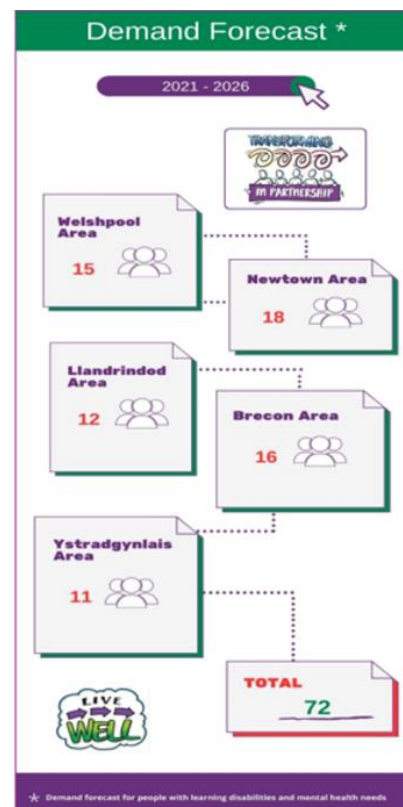 Demand Forecast *
2021 - 2026
TRANSFORMING
IN PARTNERSHIP
Welshpool
Area
15
Newtown Area
18
Llandrindod
Area
12
Brecon Area
16
Ystradgynlais
Area
11
TOTAL
72
LIVE
WELL
* Demand forecast for people with learning disabilities and mental health needs